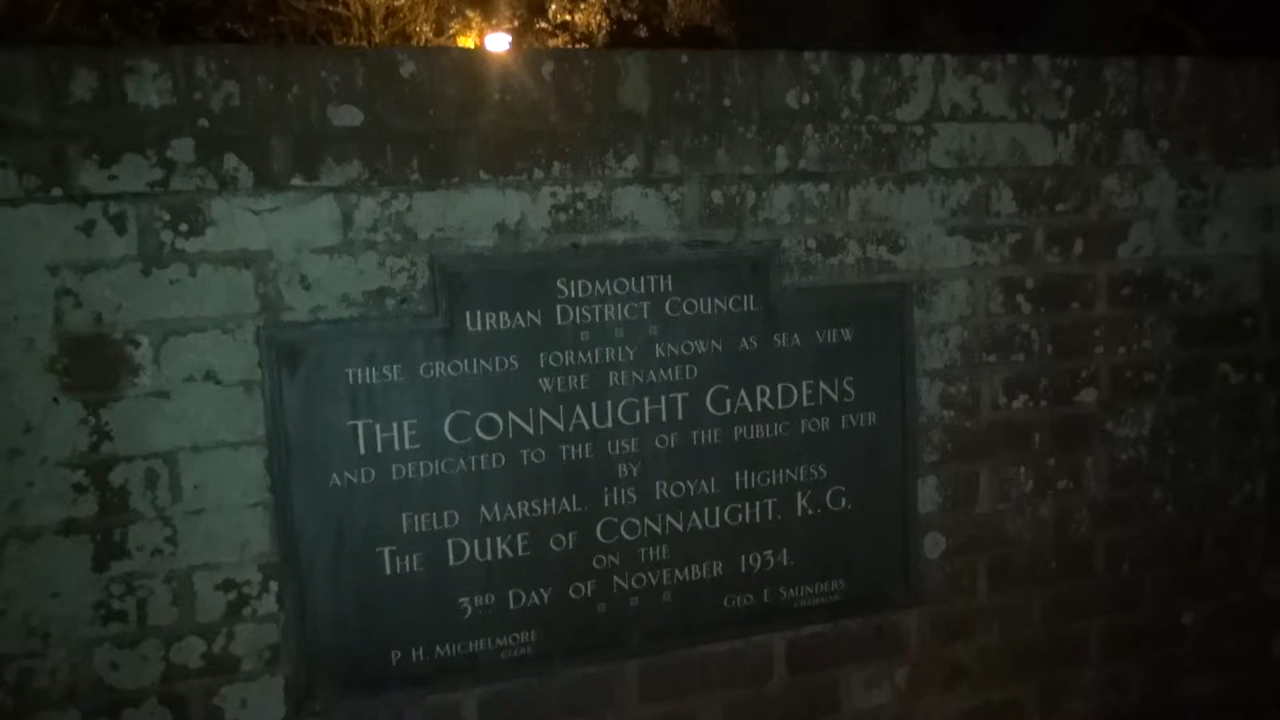 SIDMOUTH
URBAN DISTRICT COUNCIL.
THESE GROUNDS FORMERLY KNOWN AS SEA VIEW
WERE RENAMED
THE CONNAUGHT GARDENS
AND DEDICATED TO THE USE OF THE PUBLIC FOR EVER
BY
FIELD MARSHAL, HIS ROYAL HIGHNESS
THE DUKE OF CONNAUGHT, K.G.
ON THE
3RD DAY OF NOVEMBER 1934.
GEO. E. SAUNDERS
CHAIRMAN
P. H. MICHELMORE
CLERK